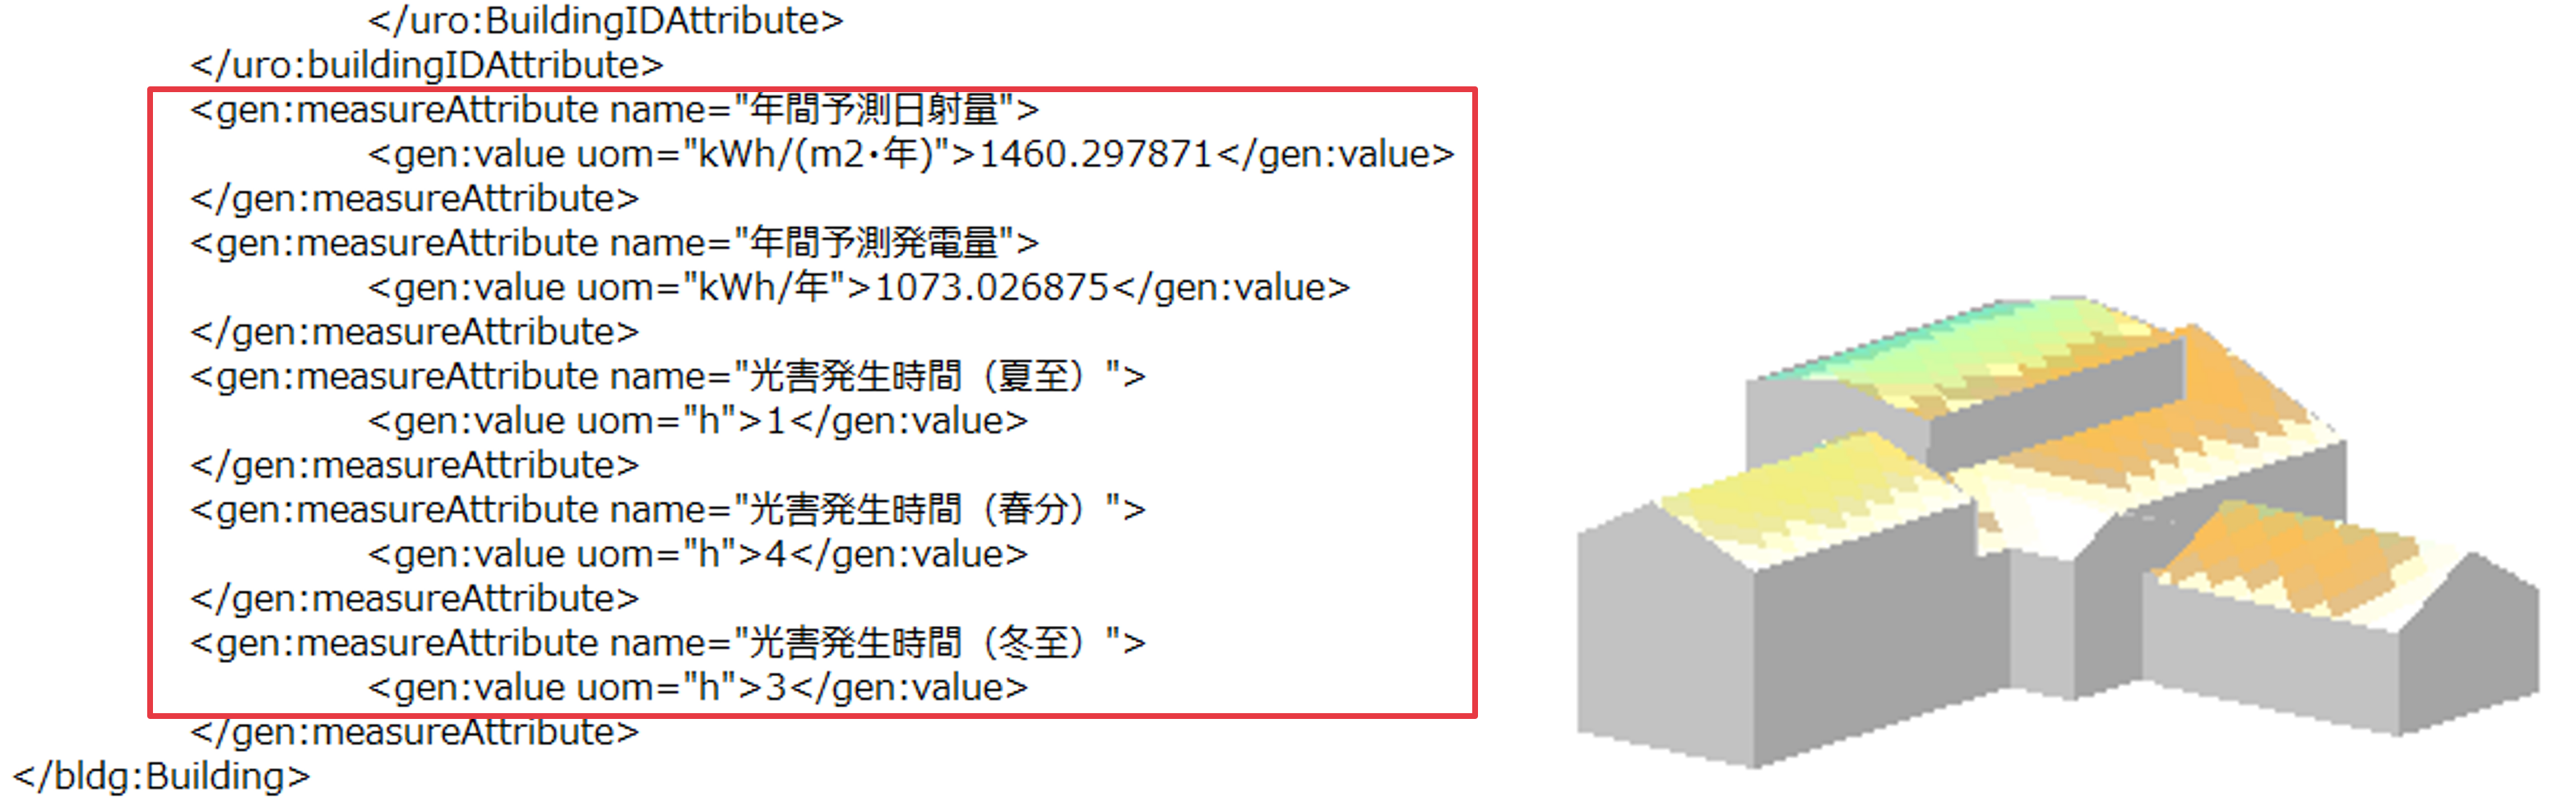 </uro:BuildingIDAttribute>
</uro:buildingIDAttribute>
<gen:measureAttribute name="年間予測日射量">
<gen:value uom="kWh/(m2・年)">1460.297871</gen:value>
</gen:measureAttribute>
<gen:measureAttribute name="年間予測発電量">
<gen:value uom="kWh/年">1073.026875</gen:value>
</gen:measureAttribute>
<gen:measureAttribute name="光害発生時間（夏至）">
<gen:value uom="h">1</gen:value>
</gen:measureAttribute>
<gen:measureAttribute name="光害発生時間（春分）">
<gen:value uom="h">4</gen:value>
</gen:measureAttribute>
<gen:measureAttribute name="光害発生時間（冬至）">
<gen:value uom="h">3</gen:value>
</gen:measureAttribute>
</bldg:Building>